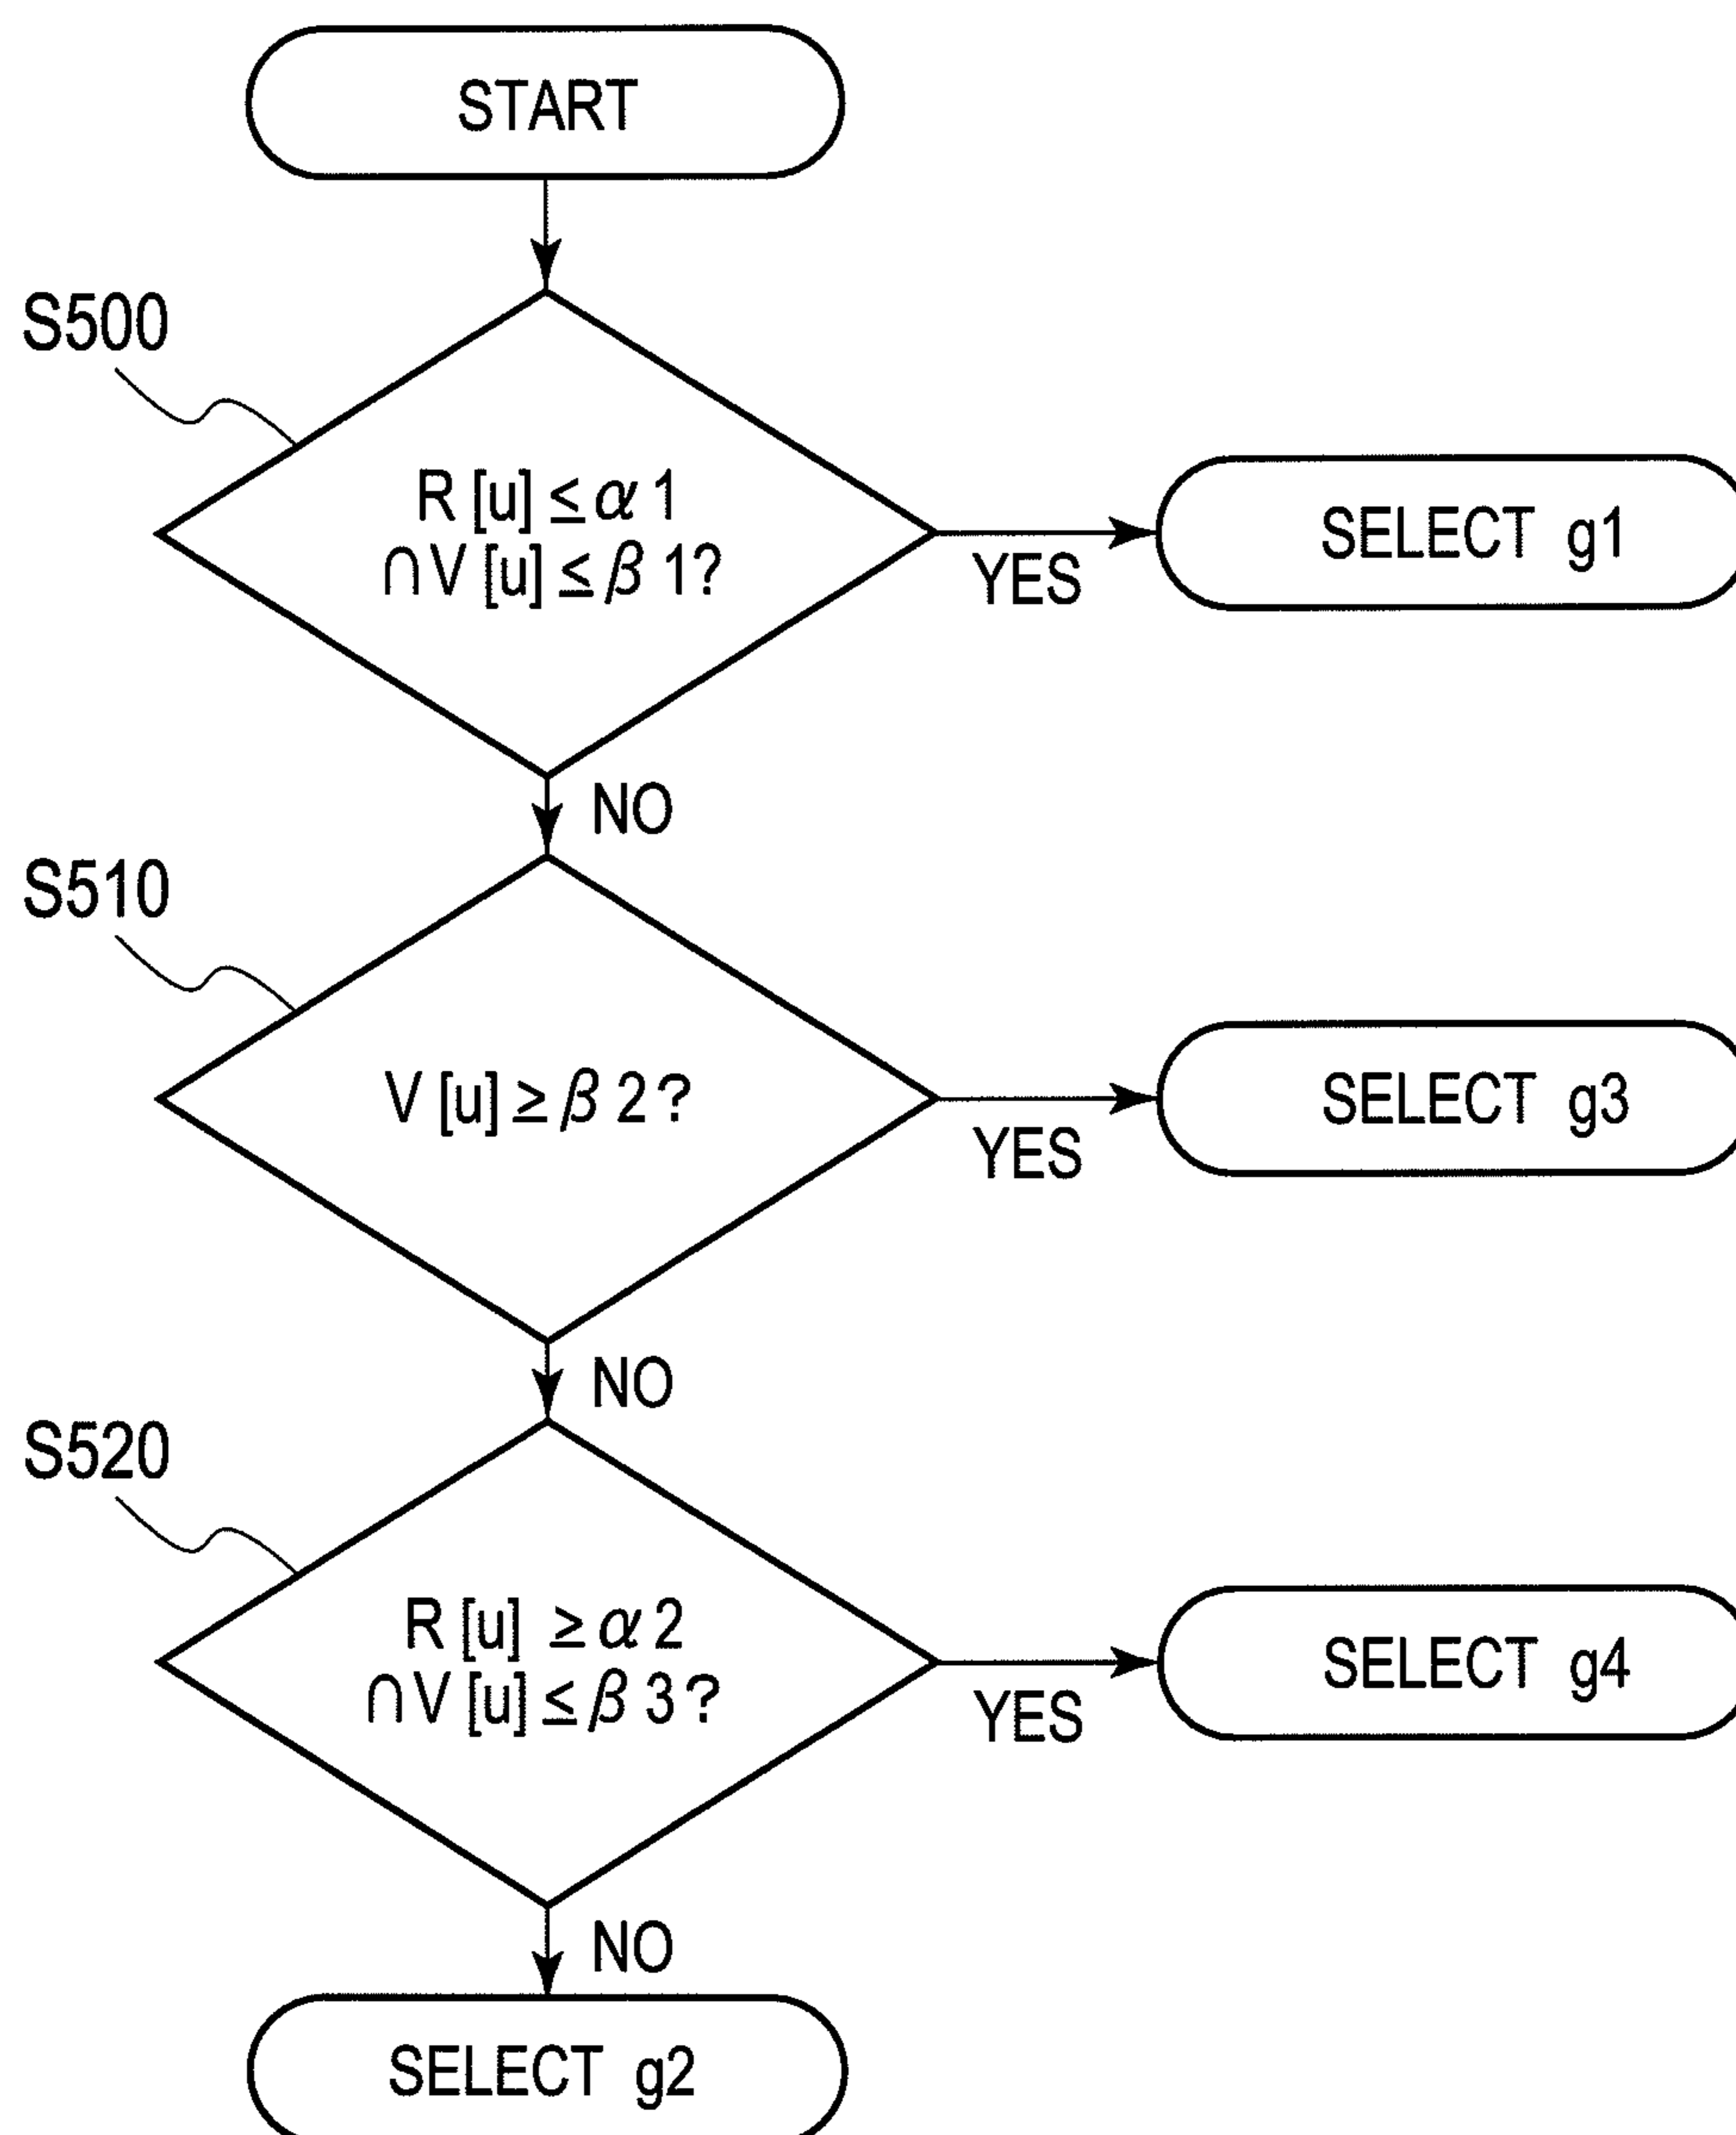 START
S500
R [u] ≤ α 1
∩ V [u] ≤ β 1?
YES
SELECT g1
NO
S510
V [u] ≥ β 2 ?
YES
SELECT g3
NO
S520
R [u] ≥ α 2
∩ V [u] ≤ β 3 ?
YES
SELECT g4
NO
SELECT g2